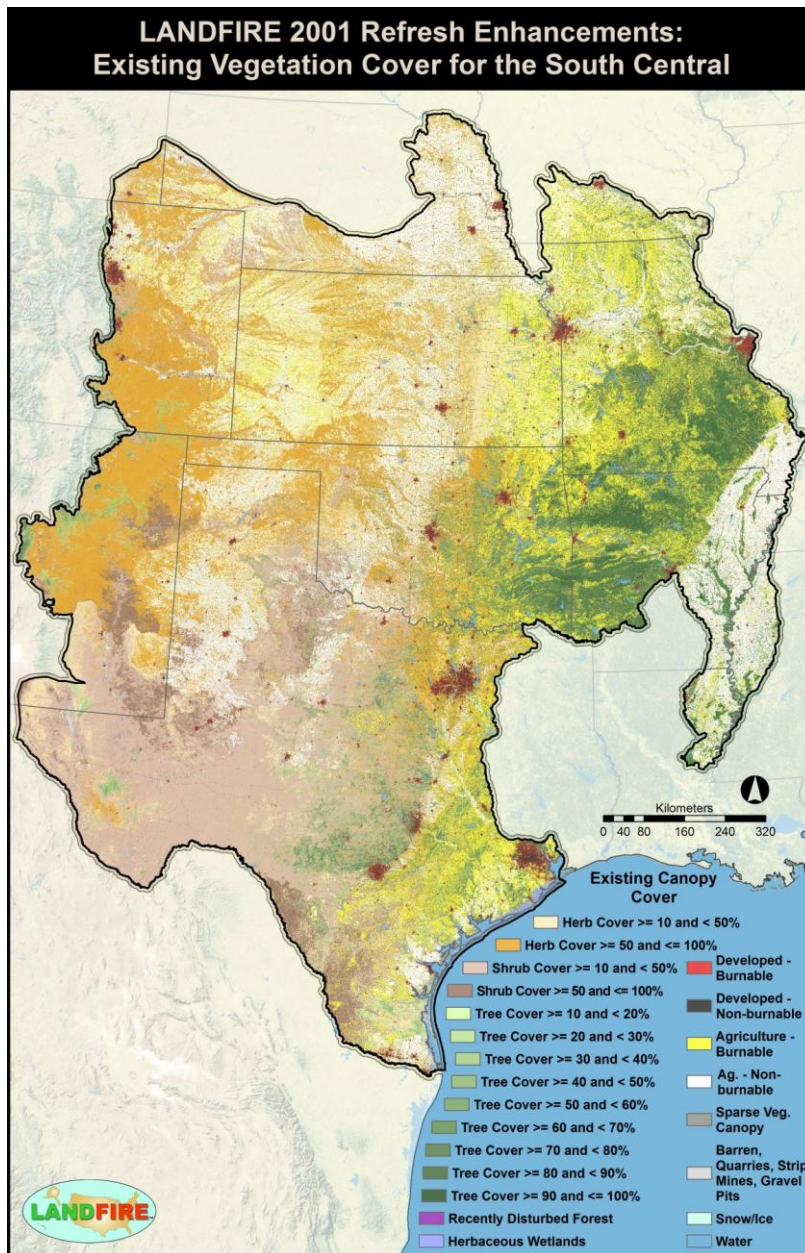 LANDFIRE 2001 Refresh Enhancements:
Existing Vegetation Cover for the South Central
Kilometers
0 40 80 160 240 320
Existing Canopy
Cover
Herb Cover >= 10 and < 50%
Herb Cover >= 50 and <= 100%
Shrub Cover >= 10 and < 50%
Shrub Cover >= 50 and <= 100%
Tree Cover >= 10 and < 20%
Tree Cover >= 20 and < 30%
Tree Cover >= 30 and < 40%
Tree Cover >= 40 and < 50%
Tree Cover >= 50 and < 60%
Tree Cover >= 60 and < 70%
Tree Cover >= 70 and < 80%
Tree Cover >= 80 and < 90%
Tree Cover >= 90 and <= 100%
Recently Disturbed Forest
Herbaceous Wetlands
Developed -
Burnable
Developed -
Non-burnable
Agriculture -
Burnable
Ag. - Non-
burnable
Sparse Veg.
Canopy
Barren,
Quarries, Strip
Mines, Gravel
Pits
Snow/Ice
Water
LANDFIRE